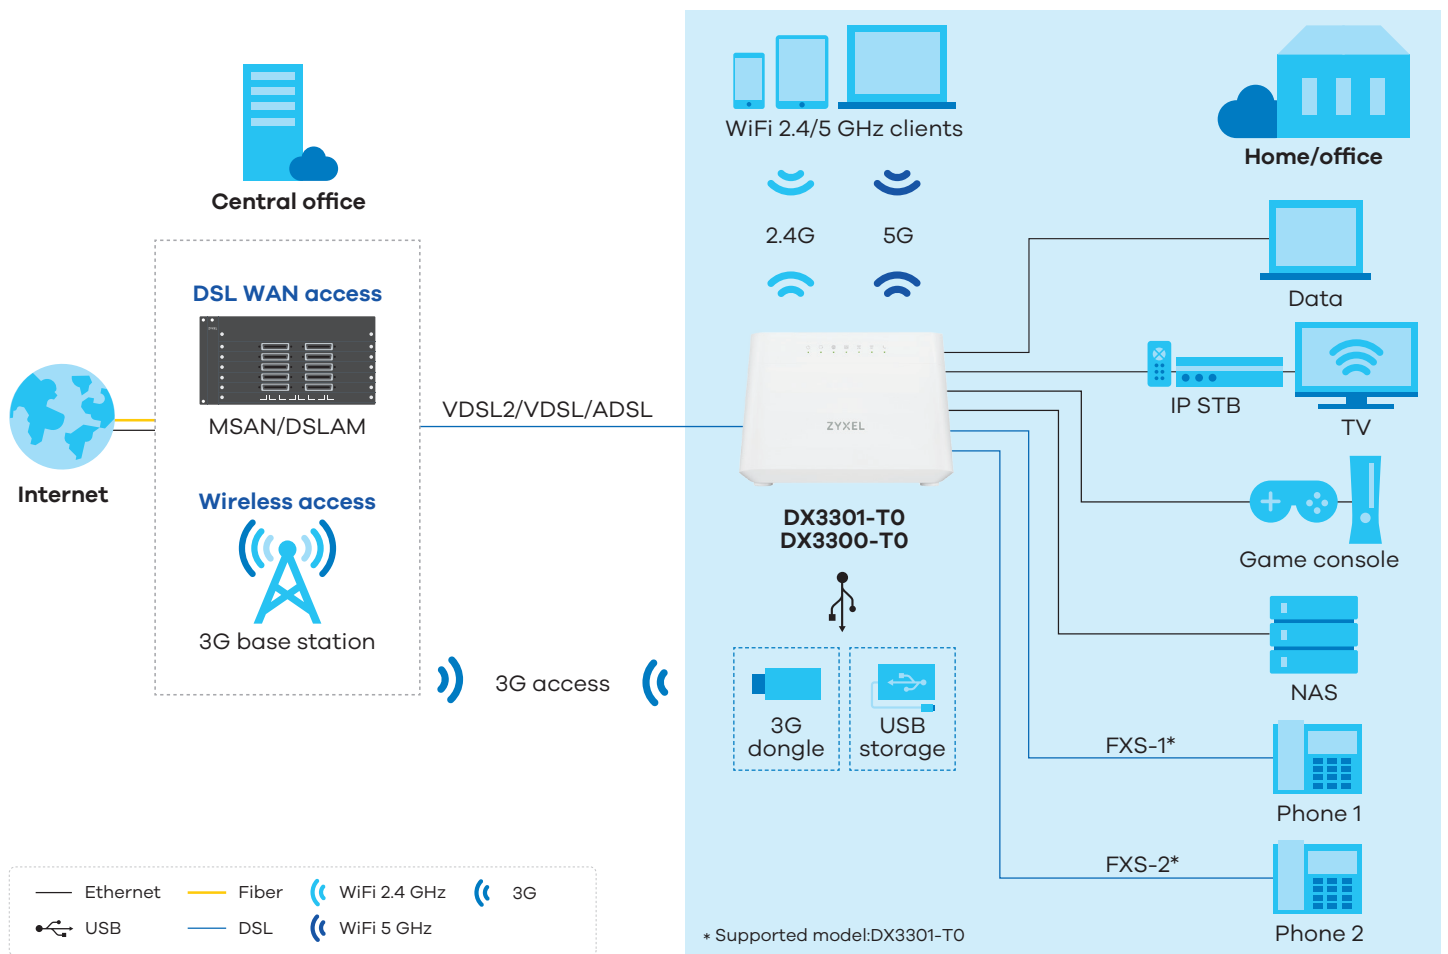 Central office
DSL WAN access
MSAN/DSLAM
Internet
Wireless access
3G base station
VDSL2/VDSL/ADSL
3G access
WiFi 2.4/5 GHz clients
2.4G
5G
ZYXEL
DX3301-T0
DX3300-T0
3G
dongle
USB
storage
Home/office
Data
IP STB
TV
Game console
NAS
FXS-1*
Phone 1
FXS-2*
Phone 2
* Supported model:DX3301-T0
Ethernet
Fiber
WiFi 2.4 GHz
3G
USB
DSL
WiFi 5 GHz